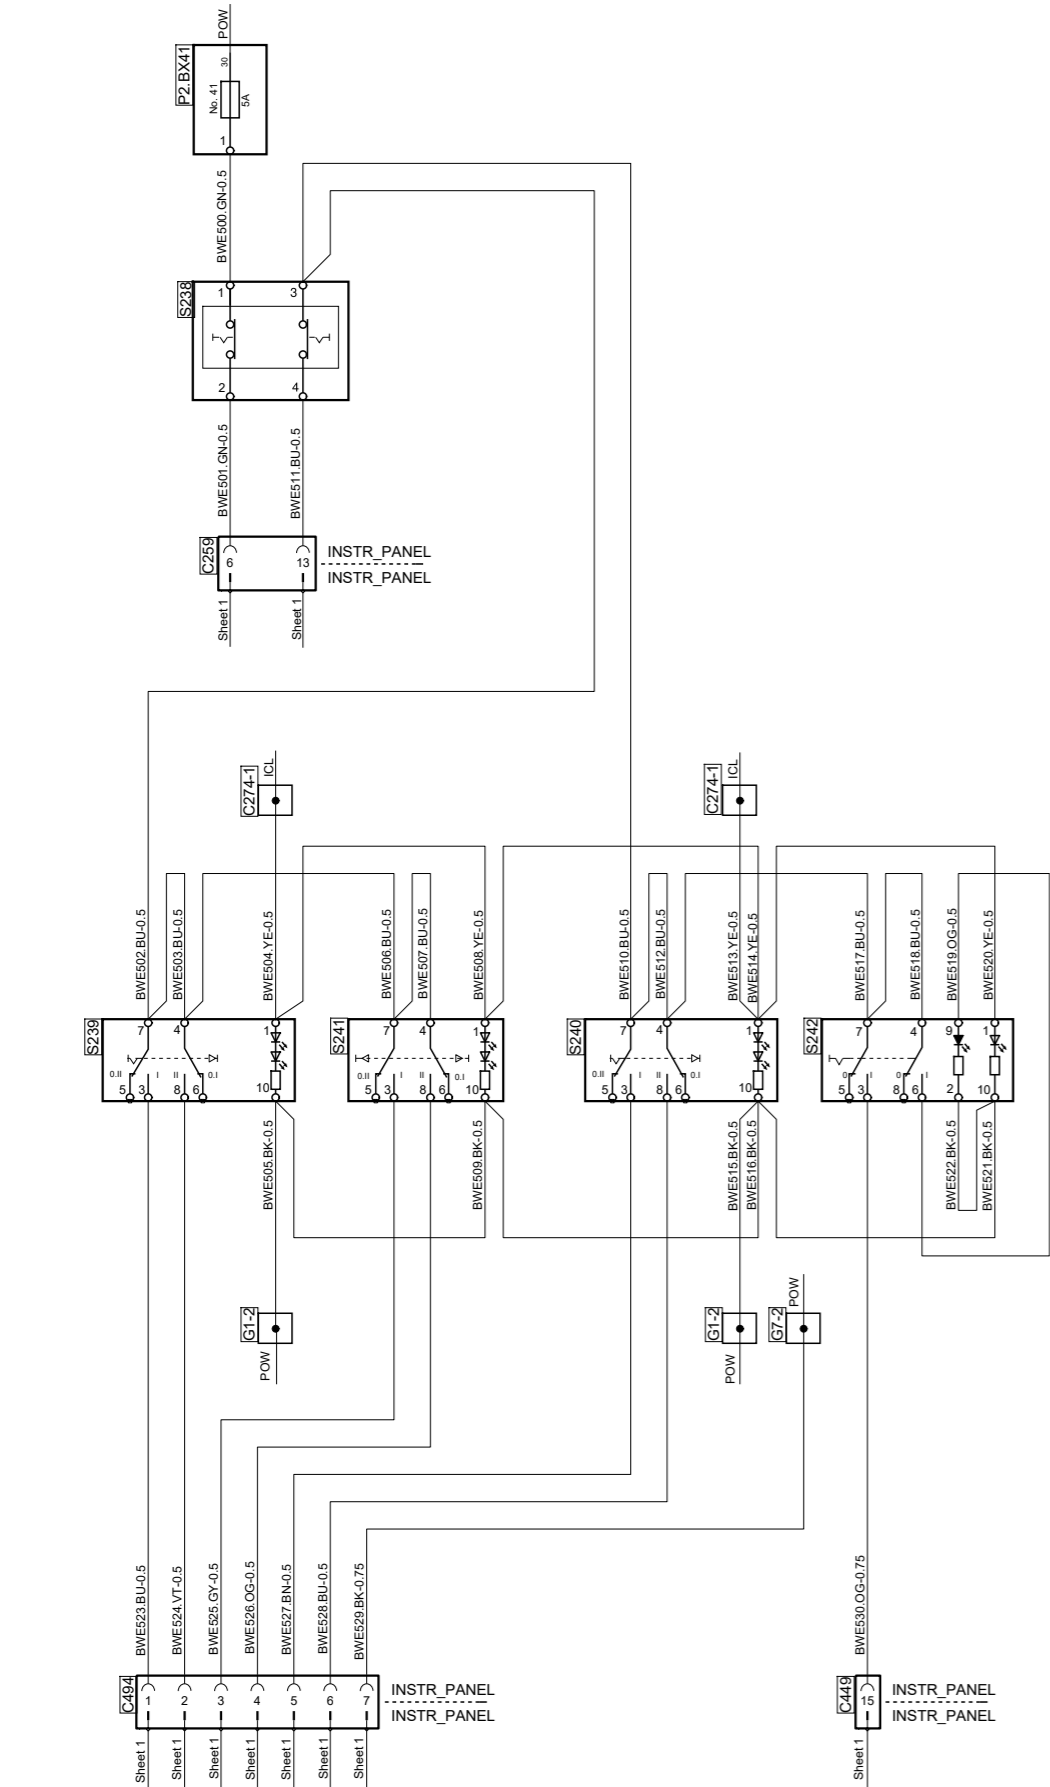 POW
P2.BX41
30
No. 41
5A
1
BWE500.GN-0.5
S238
1
3
2
4
BWE501.GN-0.5
BWE511.BU-0.5
C259
6
13
INSTR_PANEL
INSTR_PANEL
Sheet 1
Sheet 1
C274-1
ICL
C274-1
ICL
BWE502.BU-0.5
BWE503.BU-0.5
BWE504.YE-0.5
BWE506.BU-0.5
BWE507.BU-0.5
BWE508.YE-0.5
BWE510.BU-0.5
BWE512.BU-0.5
BWE513.YE-0.5
BWE514.YE-0.5
BWE517.BU-0.5
BWE518.BU-0.5
BWE519.OG-0.5
BWE520.YE-0.5
S239
7
4
1
0.II
I
II
0.I
5
3
8
6
10
S241
7
4
1
0.II
I
II
0.I
5
3
8
6
10
S240
7
4
1
0.II
I
II
0.I
5
3
8
6
10
S242
7
4
9
1
0
I
0
I
5
3
8
6
2
10
BWE505.BK-0.5
BWE509.BK-0.5
BWE515.BK-0.5
BWE516.BK-0.5
BWE522.BK-0.5
BWE521.BK-0.5
G1-2
POW
G1-2
POW
G7-2
POW
BWE523.BU-0.5
BWE524.VT-0.5
BWE525.GY-0.5
BWE526.OG-0.5
BWE527.BN-0.5
BWE528.BU-0.5
BWE529.BK-0.75
BWE530.OG-0.75
C494
1
2
3
4
5
6
7
INSTR_PANEL
INSTR_PANEL
C449
15
INSTR_PANEL
INSTR_PANEL
Sheet 1
Sheet 1
Sheet 1
Sheet 1
Sheet 1
Sheet 1
Sheet 1
Sheet 1